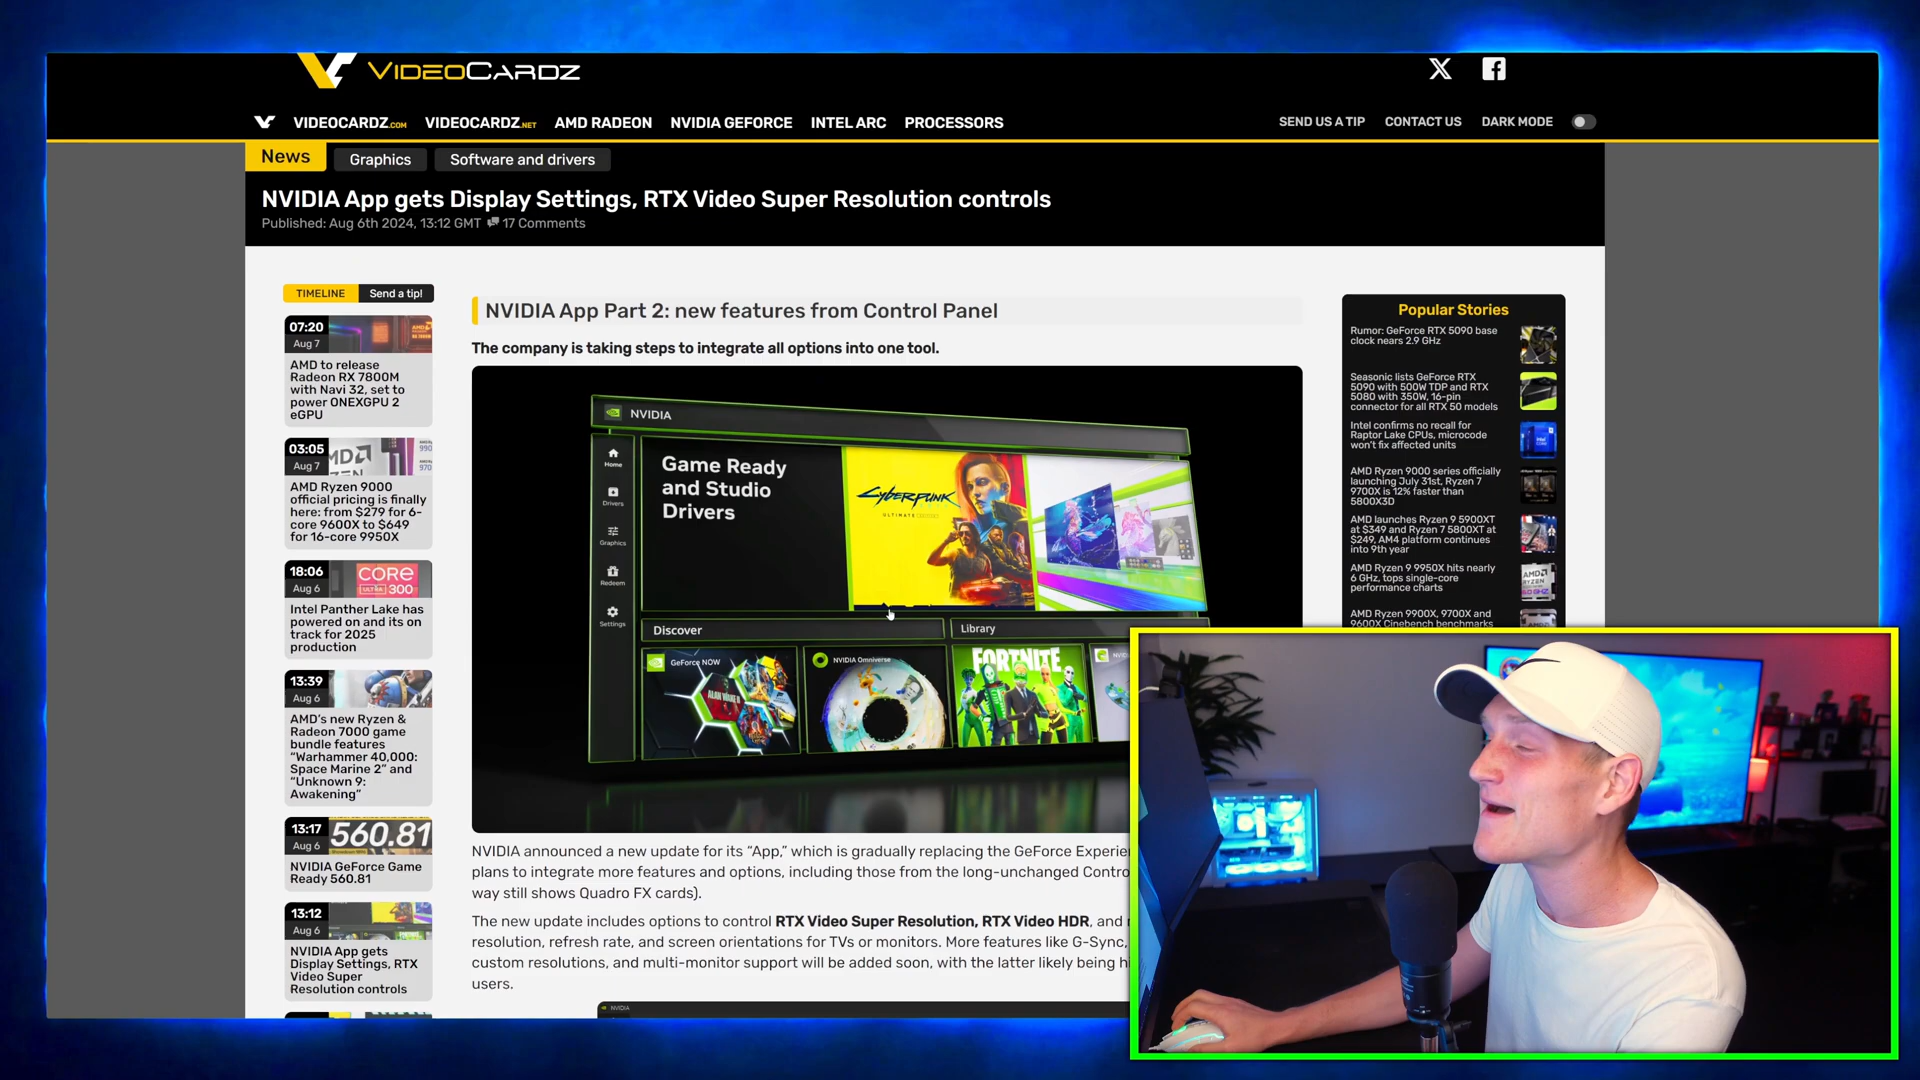 VIDEOCARDZ
VIDEOCARDZ.COM VIDEOCARDZ.NET AMD RADEON NVIDIA GEFORCE INTEL ARC PROCESSORS SEND US A TIP CONTACT US DARK MODE
News Graphics Software and drivers
NVIDIA App gets Display Settings, RTX Video Super Resolution controls
Published: Aug 6th 2024, 13:12 GMT 17 Comments
TIMELINE Send a tip!
07:20
Aug 7
AMD to release
Radeon RX 7800M
with Navi 32, set to
power ONEXGPU 2
eGPU
03:05
Aug 7
AMD Ryzen 9000
official pricing is finally
here: from $279 for 6-
core 9600X to $649
for 16-core 9950X
18:06
Aug 6
CORE
ULTRA 300
Intel Panther Lake has
powered on and its on
track for 2025
production
13:39
Aug 6
AMD's new Ryzen &
Radeon 7000 game
bundle features
"Warhammer 40,000:
Space Marine 2" and
"Unknown 9:
Awakening"
13:17
Aug 6
560.81
NVIDIA GeForce Game
Ready 560.81
13:12
Aug 6
NVIDIA App gets
Display Settings, RTX
Video Super
Resolution controls
NVIDIA App Part 2: new features from Control Panel
The company is taking steps to integrate all options into one tool.
NVIDIA
Home
Drivers
Graphics
Redeem
Settings
Game Ready
and Studio
Drivers
CYBERPUNK
ULTIMATE
Discover
Library
GeForce NOW
ALAN WAKE II
NVIDIA Omniverse
FORTNITE
NVIDIA announced a new update for its "App," which is gradually replacing the GeForce
plans to integrate more features and options, including those from the long-unchanged
way still shows Quadro FX cards).
The new update includes options to control RTX Video Super Resolution, RTX Video HDR, and
resolution, refresh rate, and screen orientations for TVs or monitors. More features like G-Sync,
custom resolutions, and multi-monitor support will be added soon, with the latter likely being
users.
NVIDIA
Popular Stories
Rumor: GeForce RTX 5090 base
clock nears 2.9 GHz
Seasonic lists GeForce RTX
5090 with 500W TDP and RTX
5080 with 350W, 16-pin
connector for all RTX 50 models
Intel confirms no recall for
Raptor Lake CPUs, microcode
won't fix affected units
AMD Ryzen 9000 series officially
launching July 31st, Ryzen 7
9700X is 12% faster than
5800X3D
AMD launches Ryzen 9 5900XT
at $349 and Ryzen 7 5800XT at
$249, AM4 platform continues
into 9th year
AMD Ryzen 9 9950X hits nearly
6 GHz, tops single-core
performance charts
AMD Ryzen 9900X, 9700X and
9600X Cinebench benchmarks